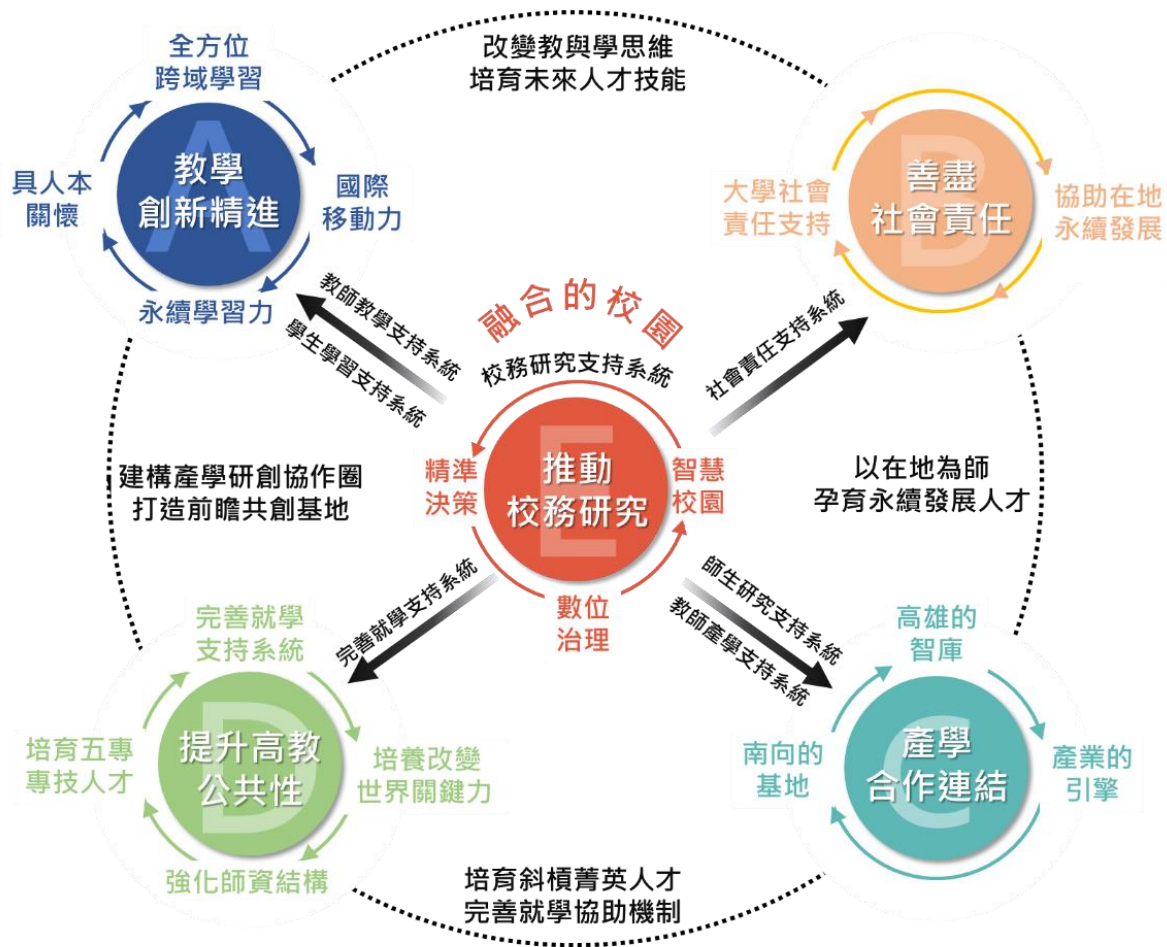 改變教與學思維
培育未來人才技能
全方位
跨域學習
A
教學
創新精進
具人本
關懷
國際
移動力
永續學習力
B
善盡
社會責任
大學社會
責任支持
協助在地
永續發展
教師教學支持系統
學生學習支持系統
融合的校園
校務研究支持系統
社會責任支持系統
E
推動
校務研究
精準
決策
智慧
校園
數位
治理
建構產學研創協作圈
打造前瞻共創基地
以在地為師
孕育永續發展人才
完善就學支持系統
師生研究支持系統
教師產學支持系統
完善就學
支持系統
D
提升高教
公共性
培育五專
專技人才
培養改變
世界關鍵力
強化師資結構
高雄的
智庫
C
產學
合作連結
南向的
基地
產業的
引擎
培育斜槓菁英人才
完善就學協助機制